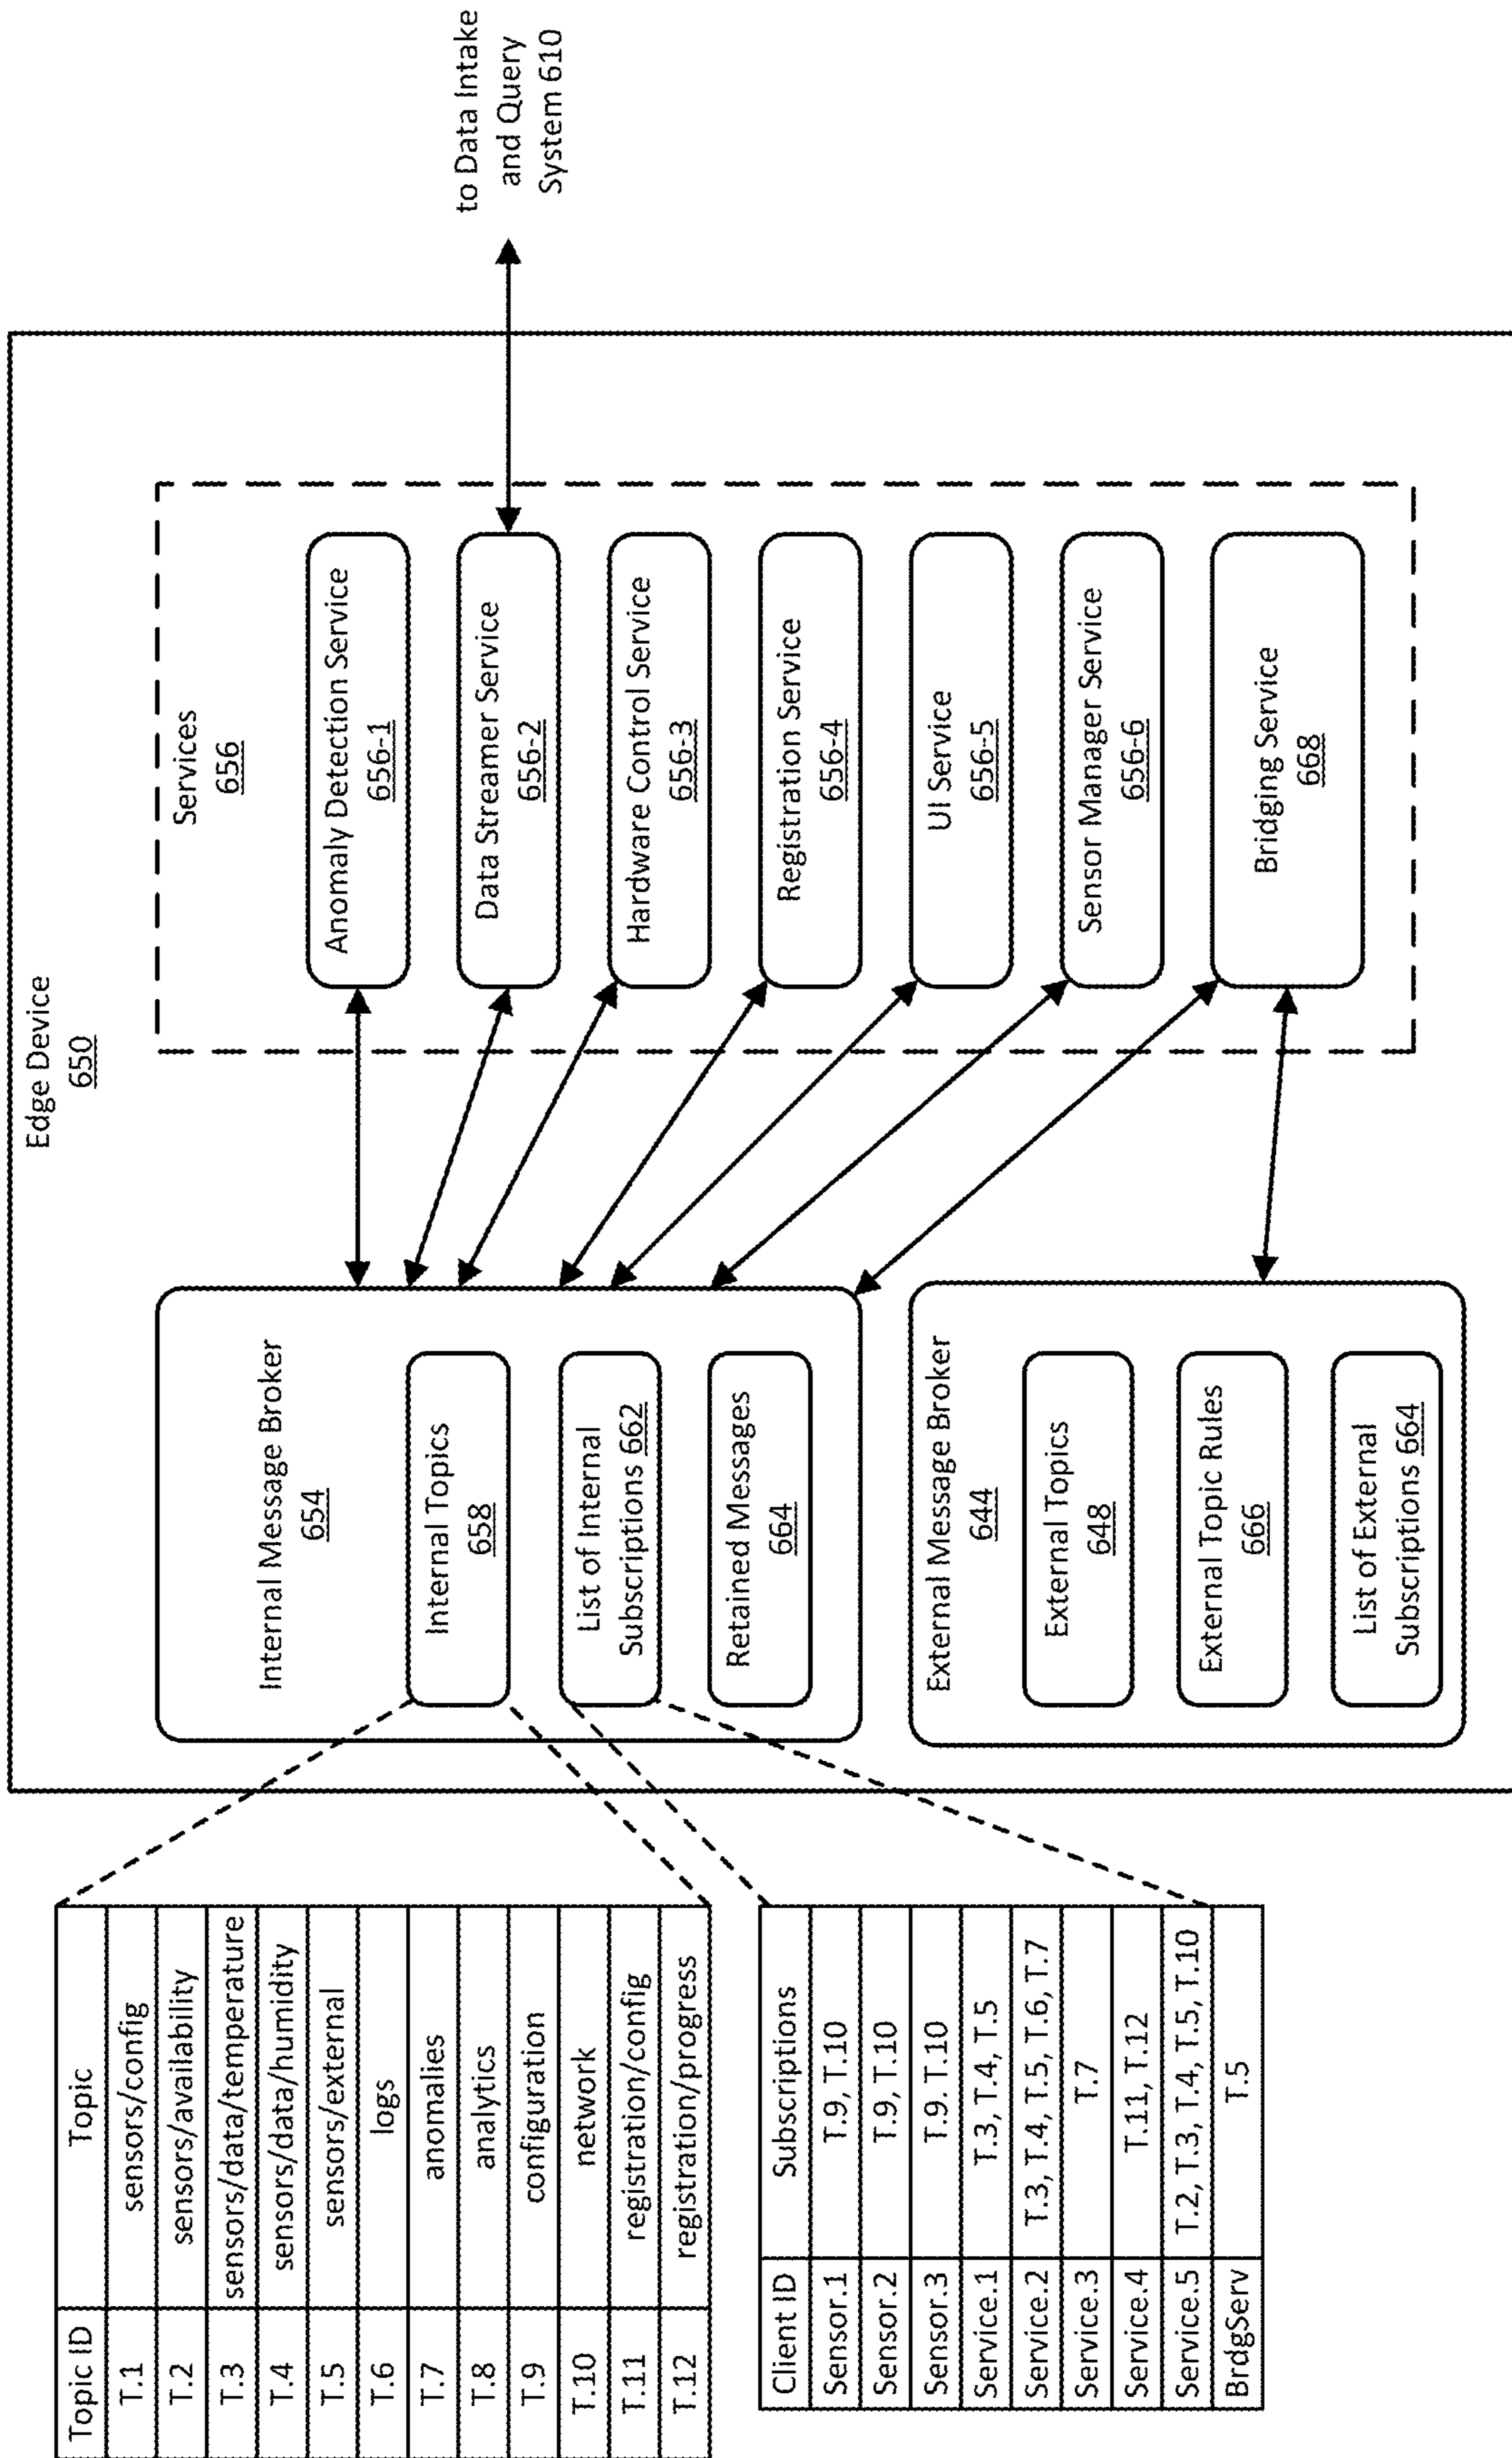 Edge Device
650
to Data Intake
and Query
System 610
Services
656
Anomaly Detection Service
656-1
Data Streamer Service
656-2
Hardware Control Service
656-3
Registration Service
656-4
UI Service
656-5
Sensor Manager Service
656-6
Bridging Service
668
Internal Message Broker
654
Internal Topics
658
List of Internal
Subscriptions 662
Retained Messages
664
External Message Broker
644
External Topics
648
External Topic Rules
666
List of External
Subscriptions 664
Topic ID Topic
T.1 sensors/config
T.2 sensors/availability
T.3 sensors/data/temperature
T.4 sensors/data/humidity
T.5 sensors/external
T.6 logs
T.7 anomalies
T.8 analytics
T.9 configuration
T.10 network
T.11 registration/config
T.12 registration/progress
Client ID Subscriptions
Sensor.1 T.9, T.10
Sensor.2 T.9, T.10
Sensor.3 T.9. T.10
Service.1 T.3, T.4, T.5
Service.2 T.3, T.4, T.5, T.6, T.7
Service.3 T.7
Service.4 T.11, T.12
Service.5 T.2, T.3, T.4, T.5, T.10
BrdgServ T.5